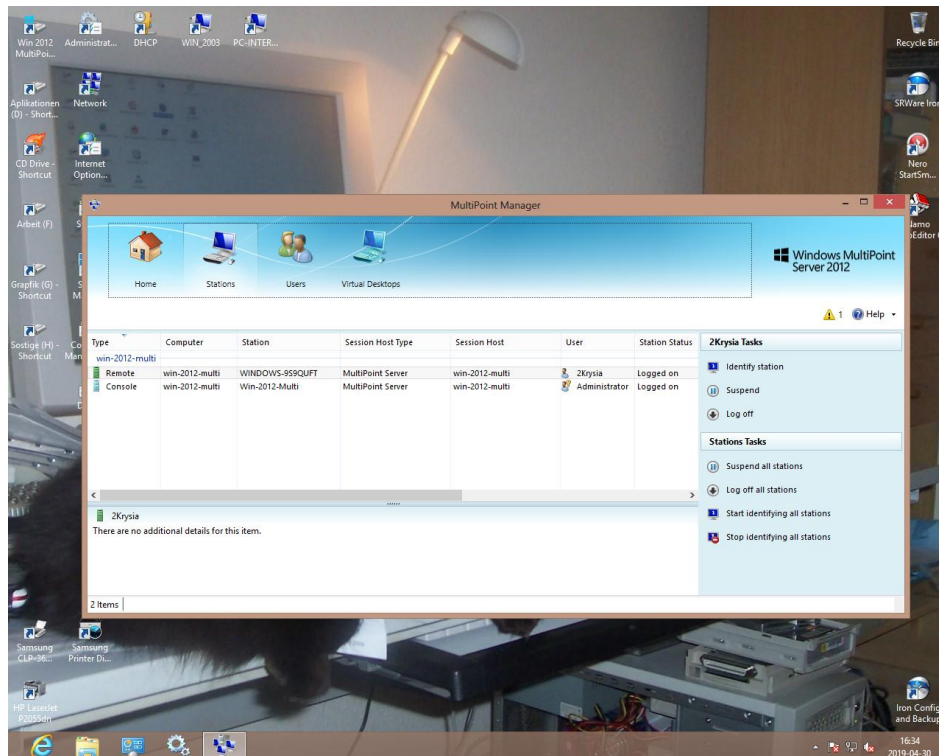 Win 2012
MultiPoi...
Administrat...
DHCP
WIN_2003
PC-INTER...
Recycle Bin
Aplikationen
(D) - Short...
Network
SRWare Iron
CD Drive -
Shortcut
Internet
Option...
Nero
StartSm...
Arbeit (F)
Grapfik (G) -
Shortcut
Sostige (H) -
Shortcut
MultiPoint Manager
Home
Stations
Users
Virtual Desktops
Windows MultiPoint
Server 2012
1 Help
Type Computer Station Session Host Type Session Host User Station Status
win-2012-multi
Remote win-2012-multi WINDOWS-9S9QUFT MultiPoint Server win-2012-multi 2Krysia Logged on
Console win-2012-multi Win-2012-Multi MultiPoint Server win-2012-multi Administrator Logged on
2Krysia Tasks
Identify station
Suspend
Log off
Stations Tasks
Suspend all stations
Log off all stations
Start identifying all stations
Stop identifying all stations
2Krysia
There are no additional details for this item.
2 Items
Samsung
CLP-36...
Samsung
Printer Di...
HP LaserJet
P2055dn
Iron Config
and Backup
16:34
2019-04-30